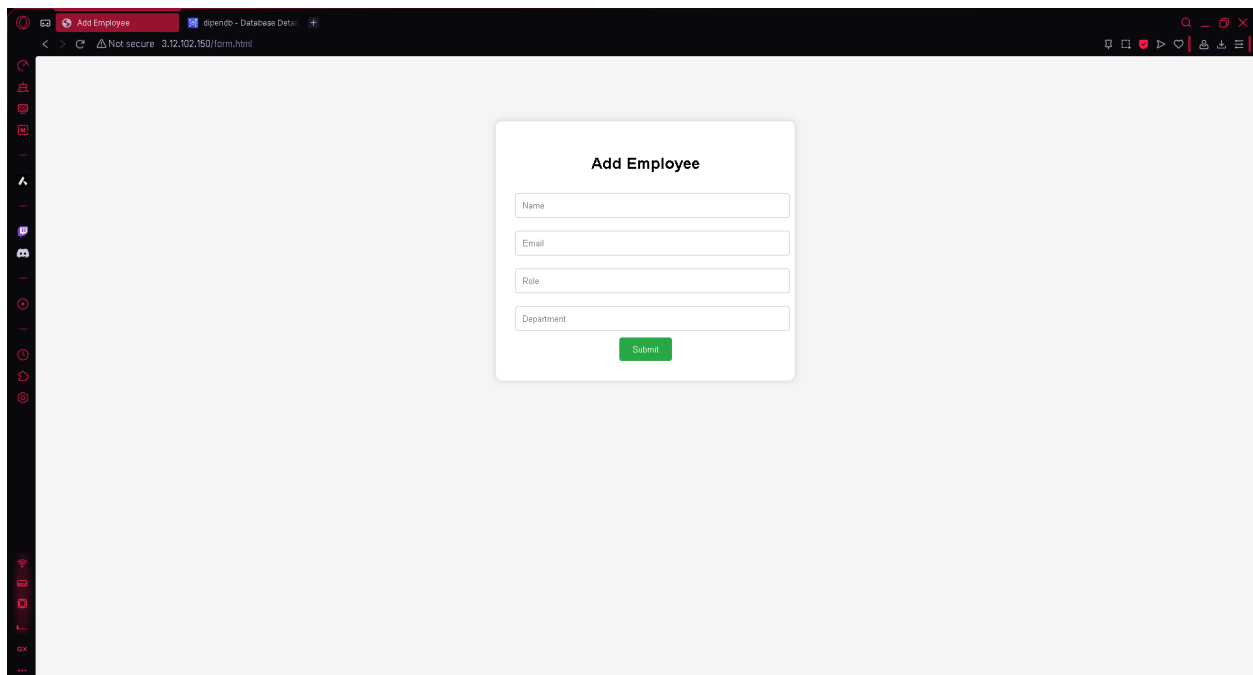 Add Employee
dipendb - Database Detai
Not secure 3.12.102.150/form.html
Add Employee
Name
Email
Role
Department
Submit
GX